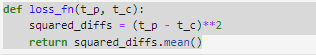 def loss_fn(t_p, t_c):
    squared_diffs = (t_p - t_c)**2
    return squared_diffs.mean()